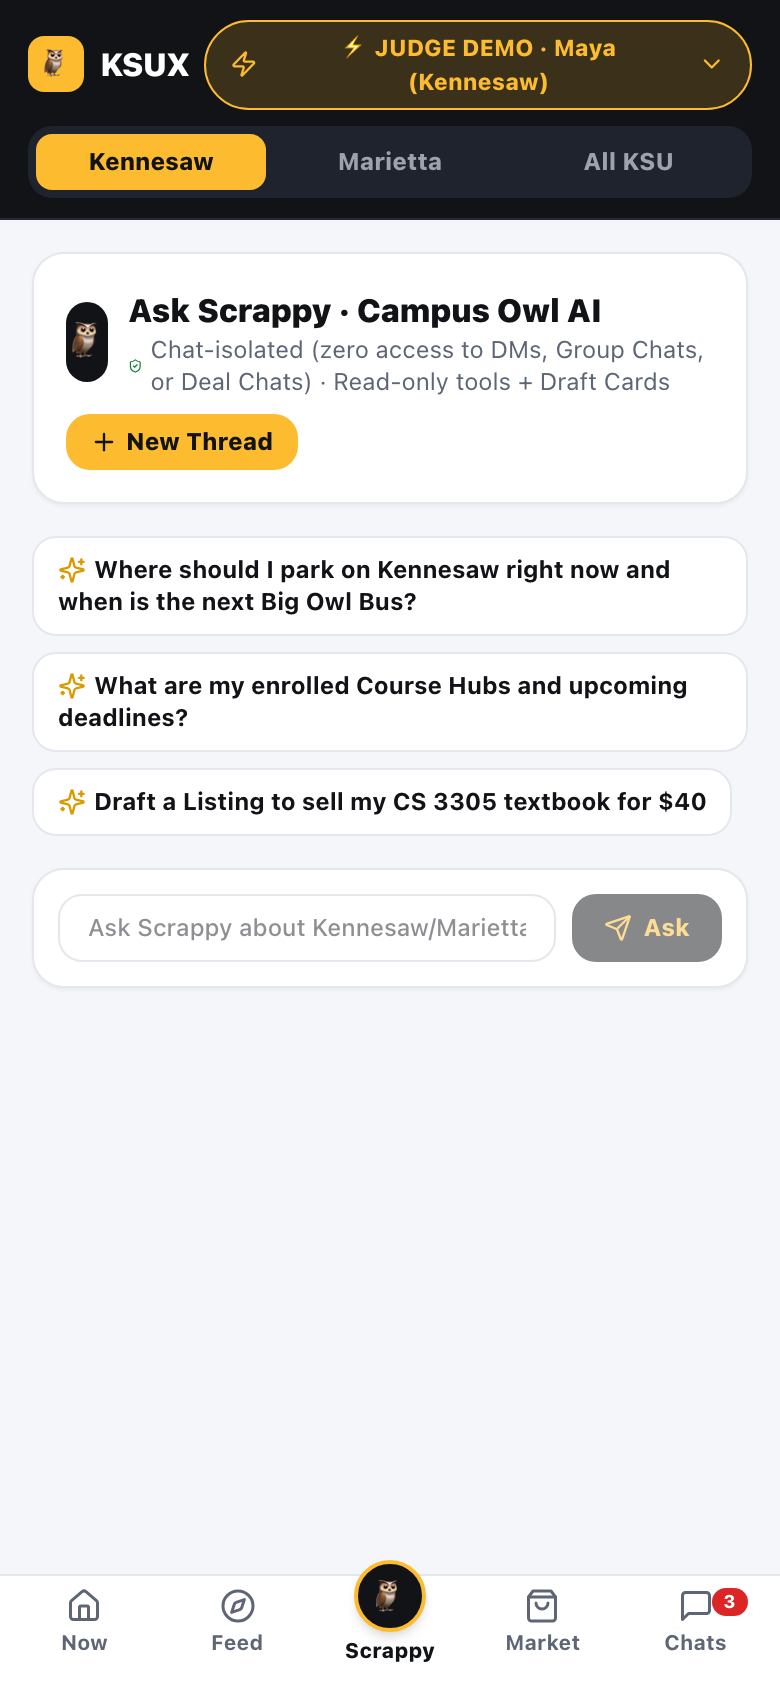 KSUX
⚡ JUDGE DEMO · Maya
(Kennesaw)
Kennesaw
Marietta
All KSU
Ask Scrappy · Campus Owl AI
Chat-isolated (zero access to DMs, Group Chats,
or Deal Chats) · Read-only tools + Draft Cards
New Thread
Where should I park on Kennesaw right now and
when is the next Big Owl Bus?
What are my enrolled Course Hubs and upcoming
deadlines?
Draft a Listing to sell my CS 3305 textbook for $40
Ask Scrappy about Kennesaw/Marietta
Ask
Now
Feed
Scrappy
Market
3
Chats